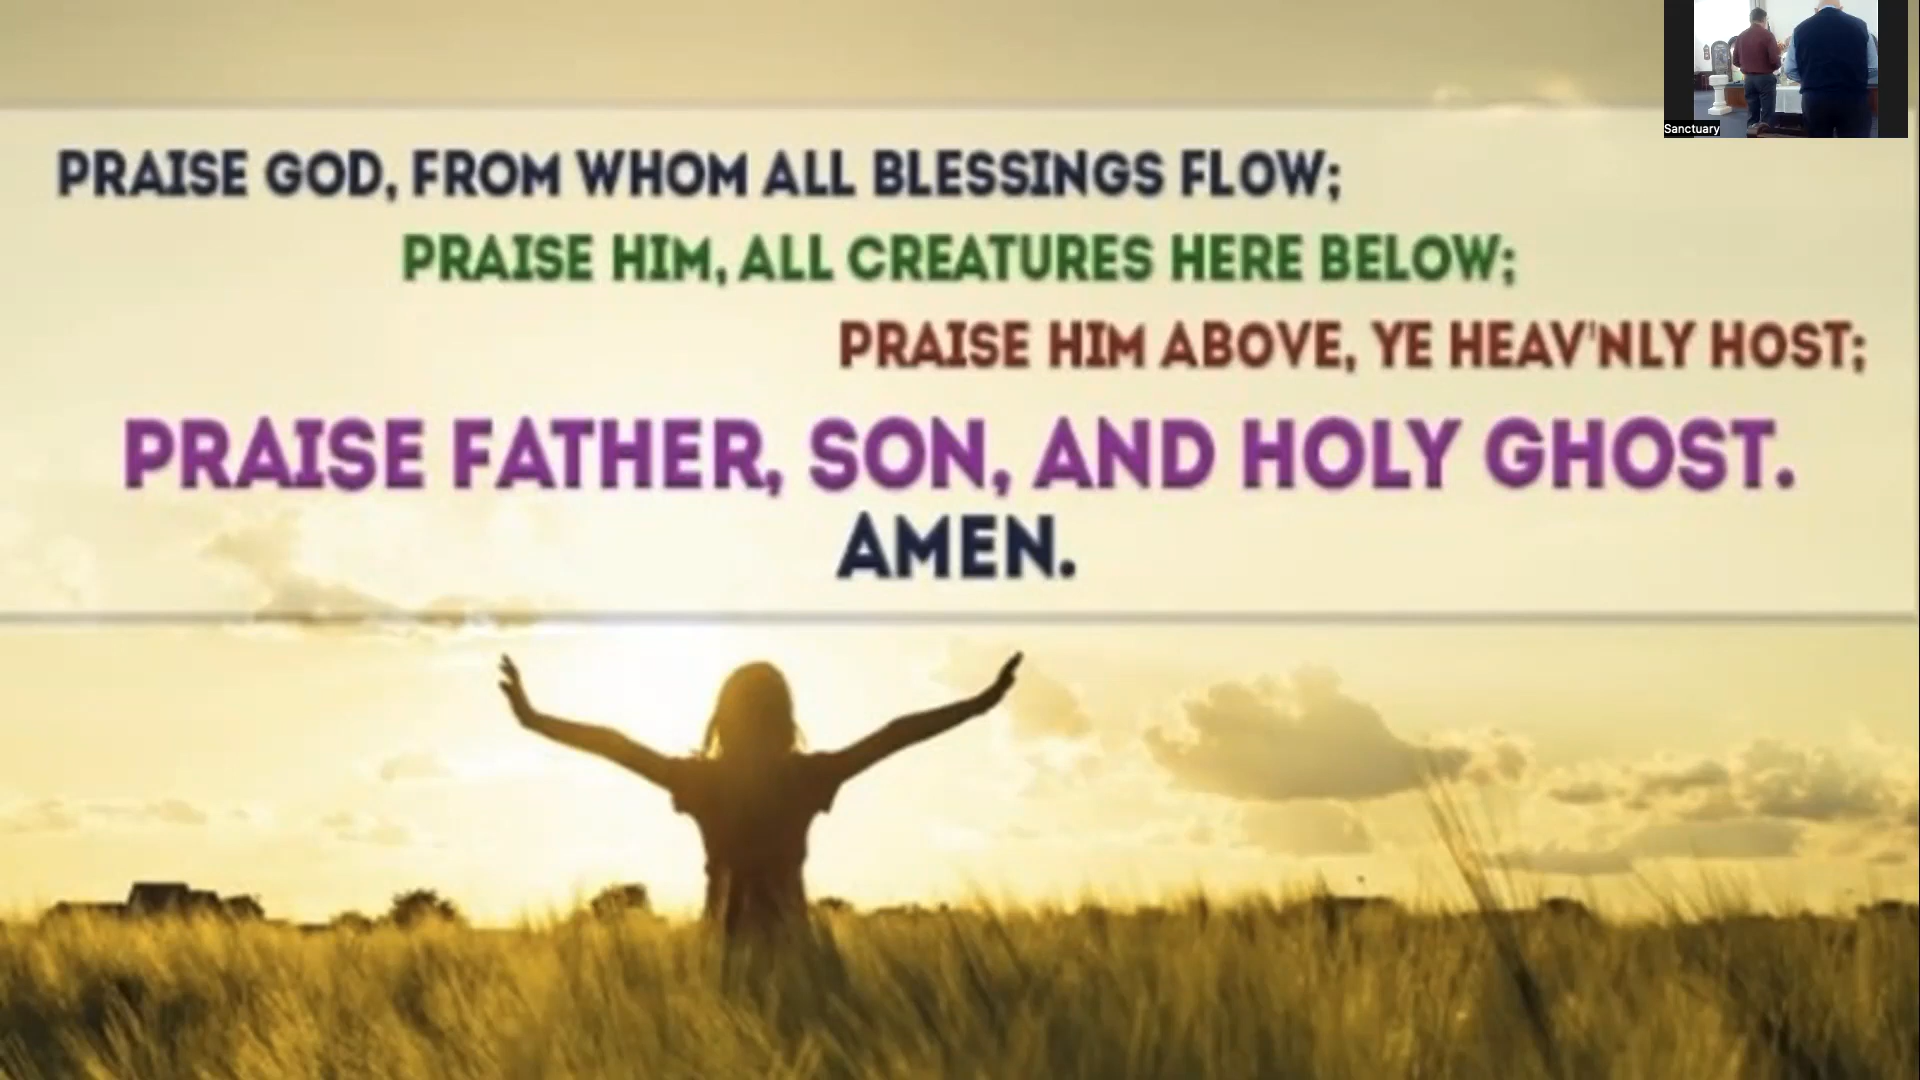 PRAISE GOD, FROM WHOM ALL BLESSINGS FLOW;
PRAISE HIM, ALL CREATURES HERE BELOW;
PRAISE HIM ABOVE, YE HEAV'NLY HOST;
PRAISE FATHER, SON, AND HOLY GHOST.
AMEN.
Sanctuary